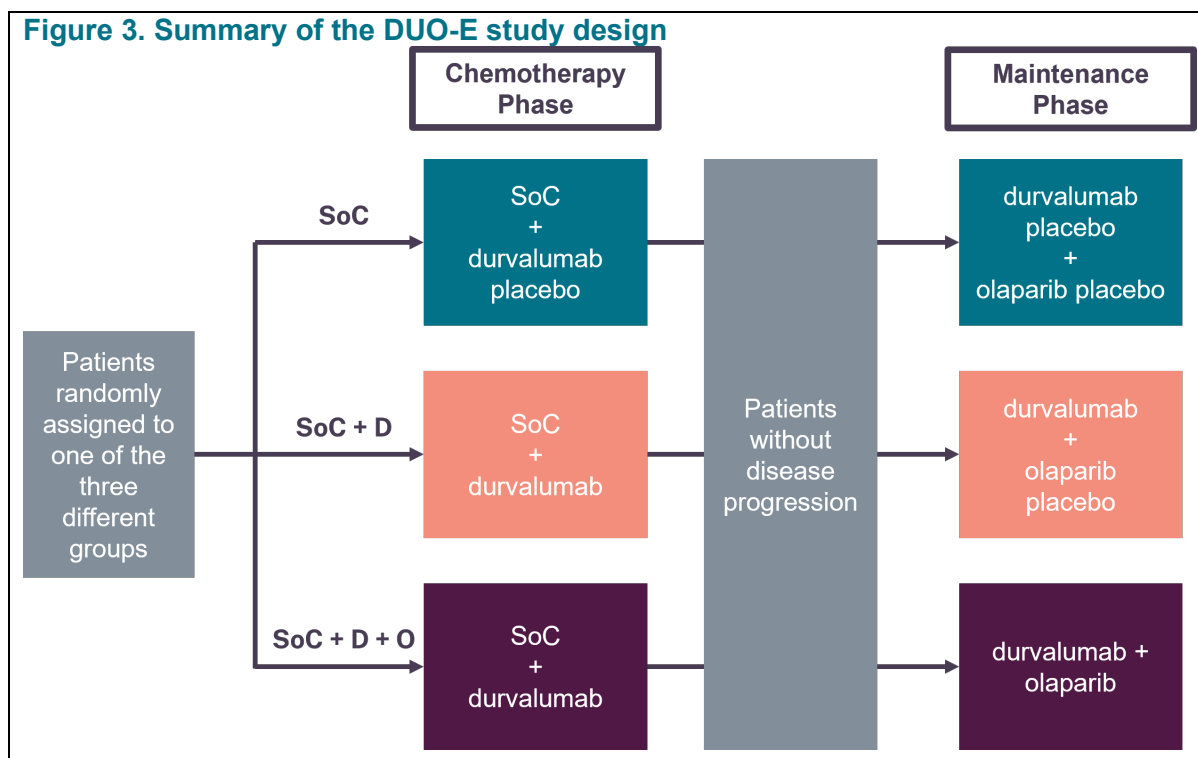 Figure 3. Summary of the DUO-E study design
Chemotherapy
Phase
Maintenance
Phase
Patients
randomly
assigned to
one of the
three
different
groups
SoC
SoC
+
durvalumab
placebo
durvalumab
placebo
+
olaparib placebo
SoC + D
SoC
+
durvalumab
Patients
without
disease
progression
durvalumab
+
olaparib
placebo
SoC + D + O
SoC
+
durvalumab
durvalumab +
olaparib